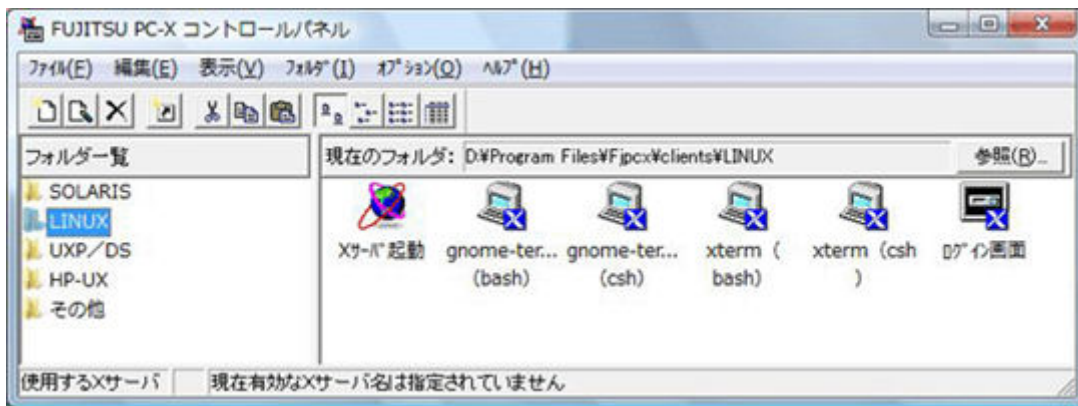 FUJITSU PC-X コントロールパネル
ﾌｧｲﾙ(F) 編集(E) 表示(V) ﾌｫﾙﾀﾞ(I) ｵﾌﾟｼｮﾝ(O) ﾍﾙﾌﾟ(H)
フォルダ一覧
現在のフォルダ: D:¥Program Files¥Fjpcx¥clients¥LINUX 参照(R)...
SOLARIS
LINUX
UXP／DS
HP-UX
その他
Xｻｰﾊﾞ起動
gnome-ter...
(bash)
gnome-ter...
(csh)
xterm (
bash)
xterm (csh
)
ﾛｸﾞｲﾝ画面
使用するXサーバ 現在有効なXサーバ名は指定されていません